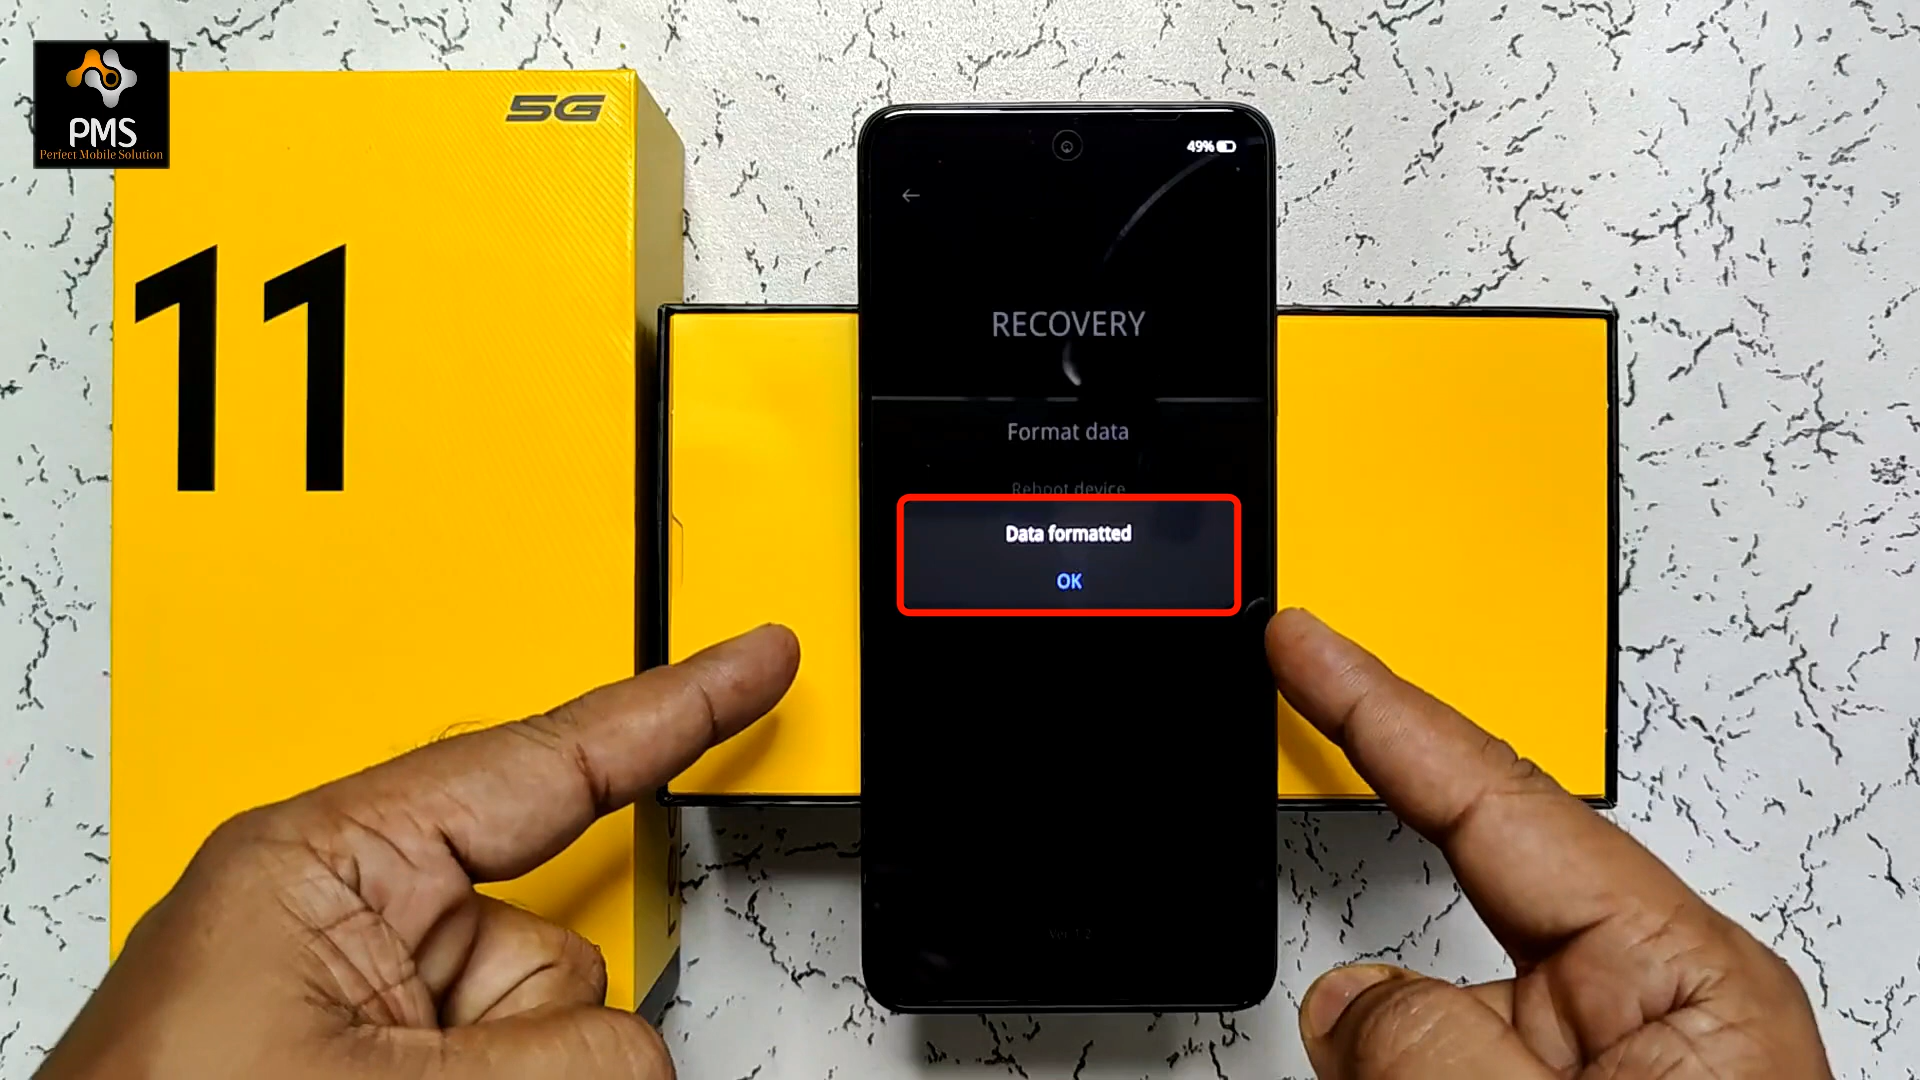 PMS
Perfect Mobile Solution
5G
11
49%
RECOVERY
Format data
Reboot device
Data formatted
OK